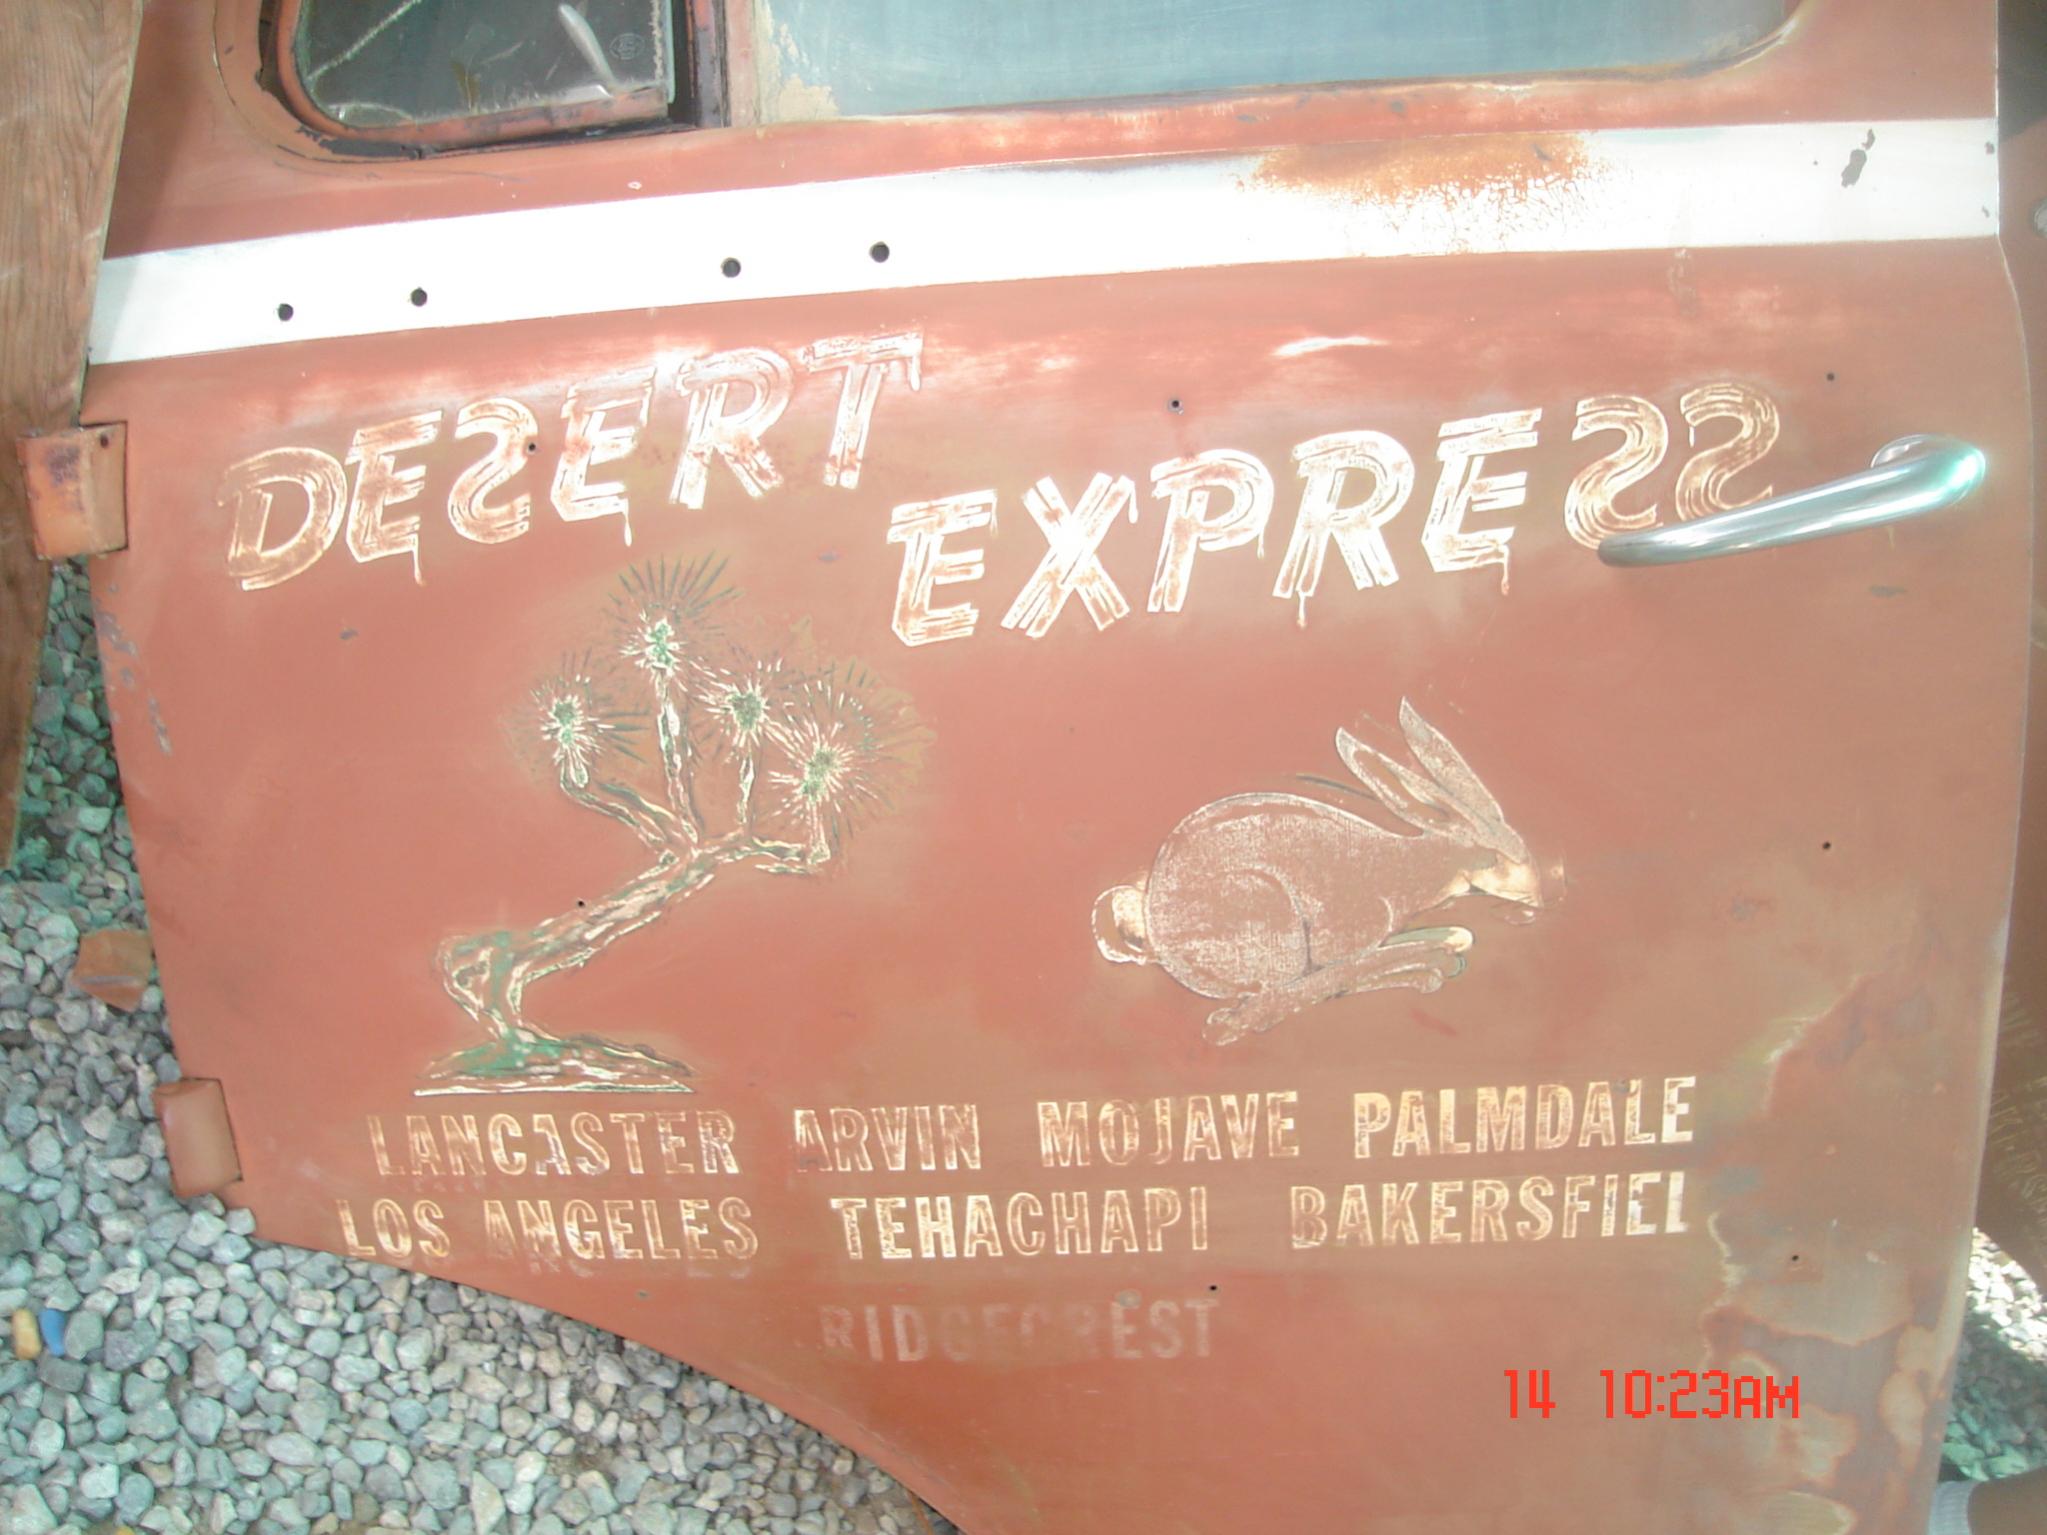 DESERT
EXPRESS
LANCASTER ARVIN MOJAVE PALMDALE
LOS ANGELES TEHACHAPI BAKERSFIEL
RIDGECREST
14 10:23AM